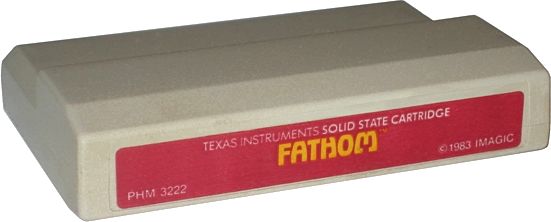 TEXAS INSTRUMENTS SOLID STATE CARTRIDGE
FATHOM™
PHM 3222
©1983 IMAGIC